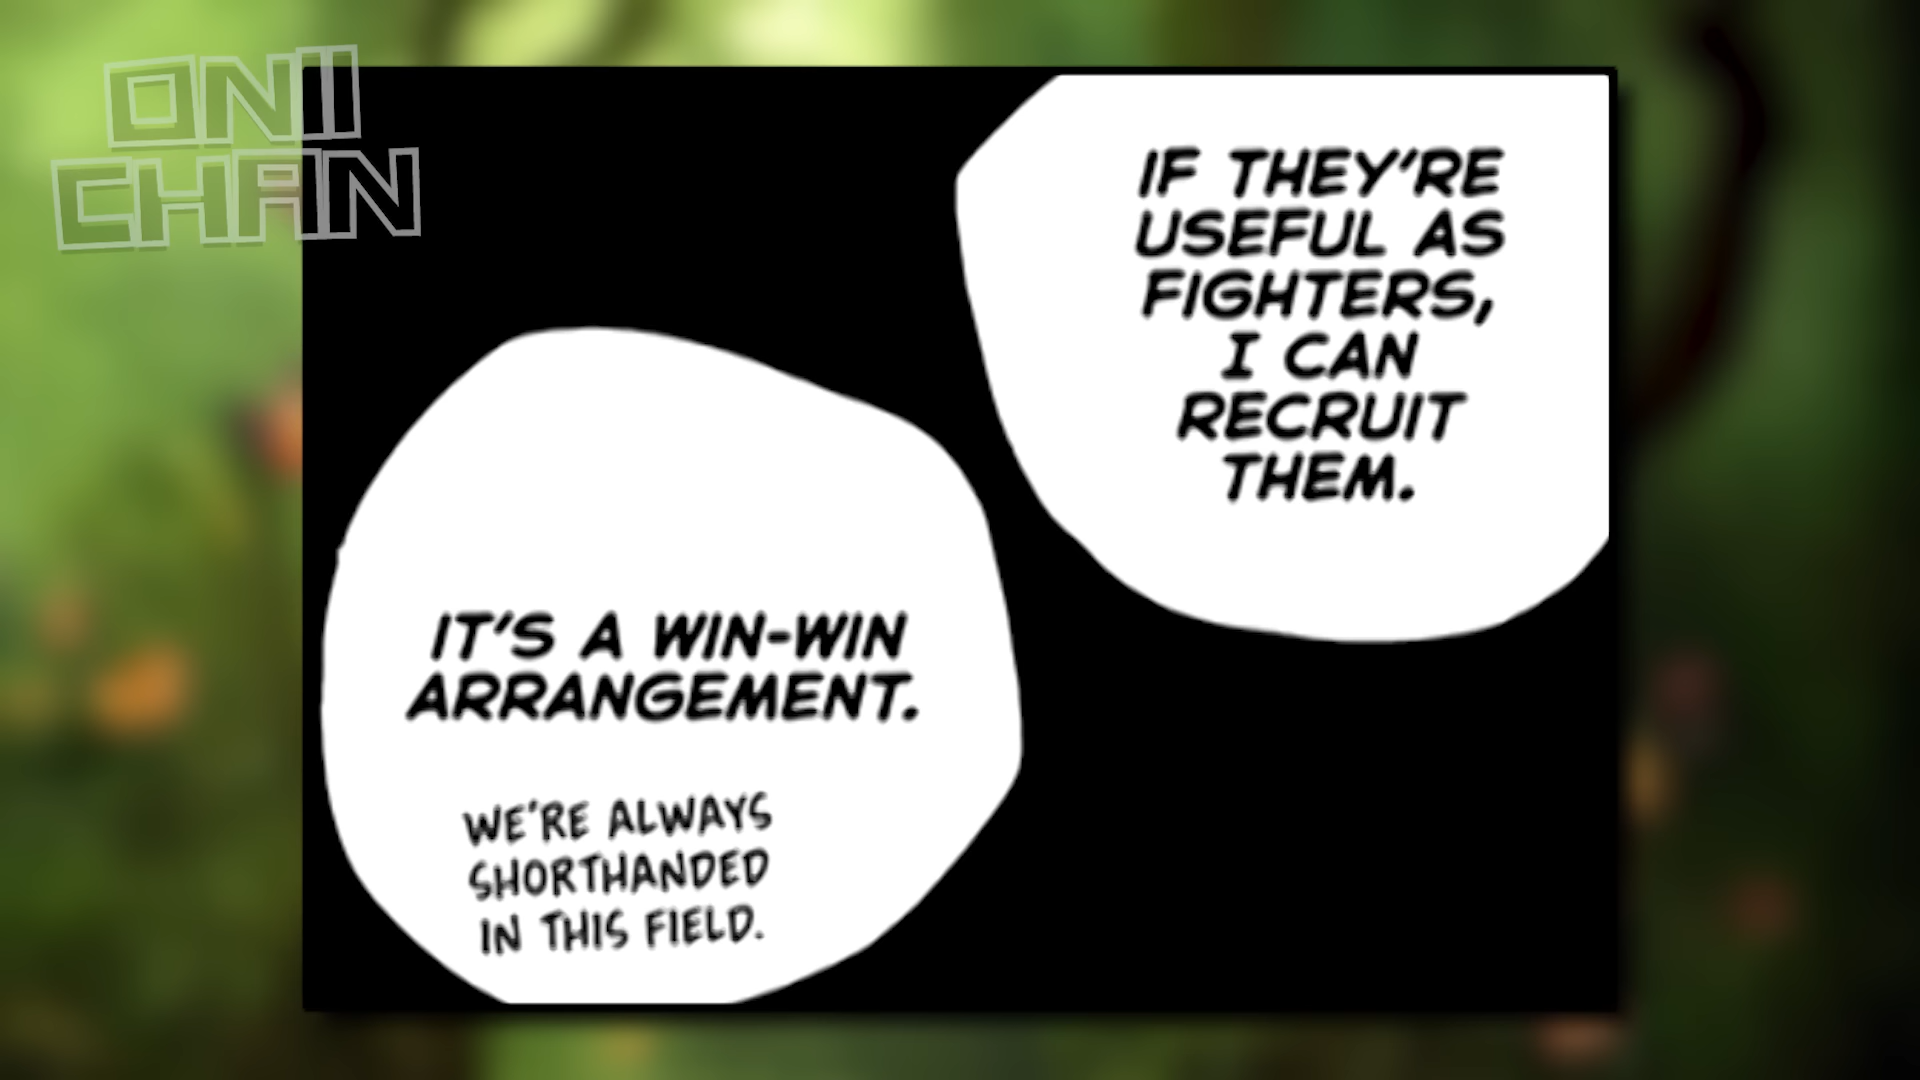 ONII
CHAN
IF THEY'RE
USEFUL AS
FIGHTERS,
I CAN
RECRUIT
THEM.
IT'S A WIN-WIN
ARRANGEMENT.
WE'RE ALWAYS
SHORTHANDED
IN THIS FIELD.